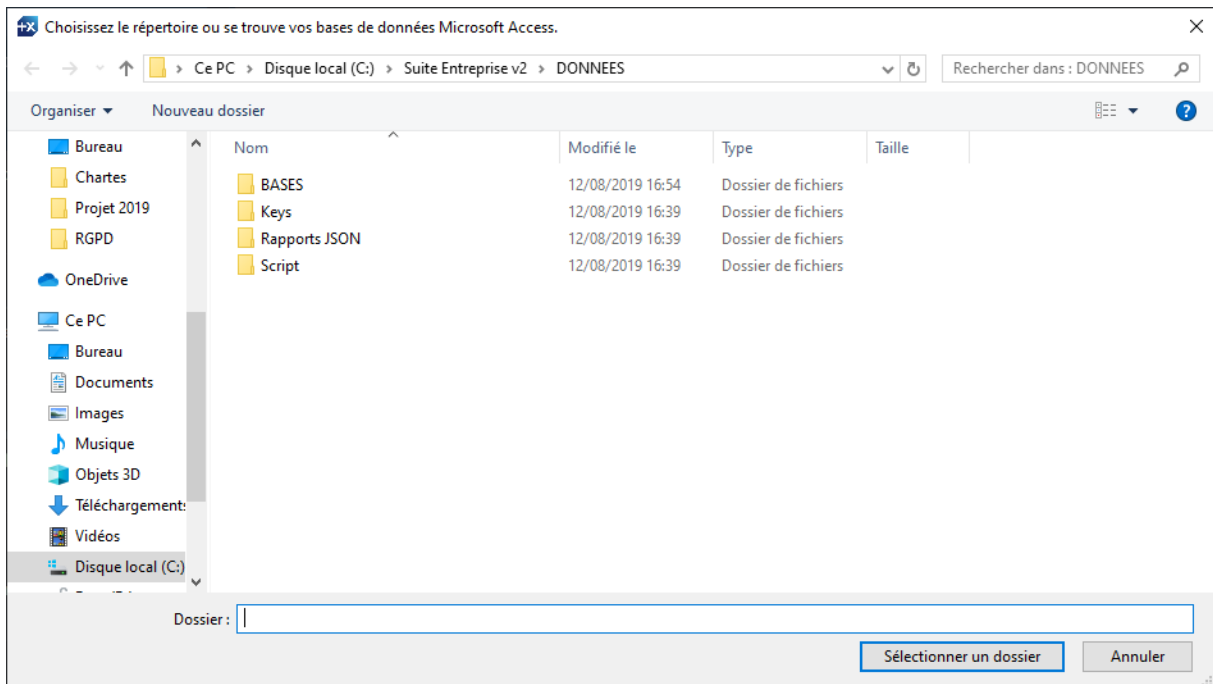 Choisissez le répertoire ou se trouve vos bases de données Microsoft Access.
Ce PC > Disque local (C:) > Suite Entreprise v2 > DONNEES
Rechercher dans : DONNEES
Organiser
Nouveau dossier
Bureau
Chartes
Projet 2019
RGPD
OneDrive
Ce PC
Bureau
Documents
Images
Musique
Objets 3D
Téléchargements
Vidéos
Disque local (C:)
Nom Modifié le Type Taille
BASES 12/08/2019 16:54 Dossier de fichiers
Keys 12/08/2019 16:39 Dossier de fichiers
Rapports JSON 12/08/2019 16:39 Dossier de fichiers
Script 12/08/2019 16:39 Dossier de fichiers
Dossier :
Sélectionner un dossier
Annuler